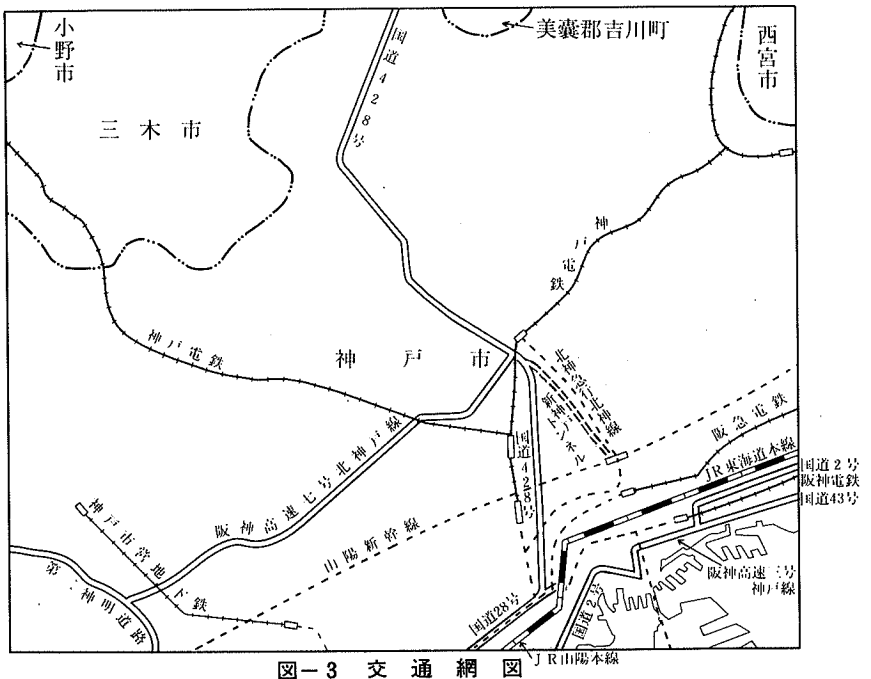 小野市
美嚢郡吉川町
西宮市
国道428号
三木市
神戸電鉄
神戸電鉄
神戸市
北神急行北神線
新神戸トンネル
阪急電鉄
国道428号
JR東海道本線
国道2号
阪神電鉄
国道43号
阪神高速七号北神戸線
山陽新幹線
神戸市営地下鉄
第二神明道路
阪神高速三号
神戸線
国道28号
国道2号
JR山陽本線
図-3 交通網図